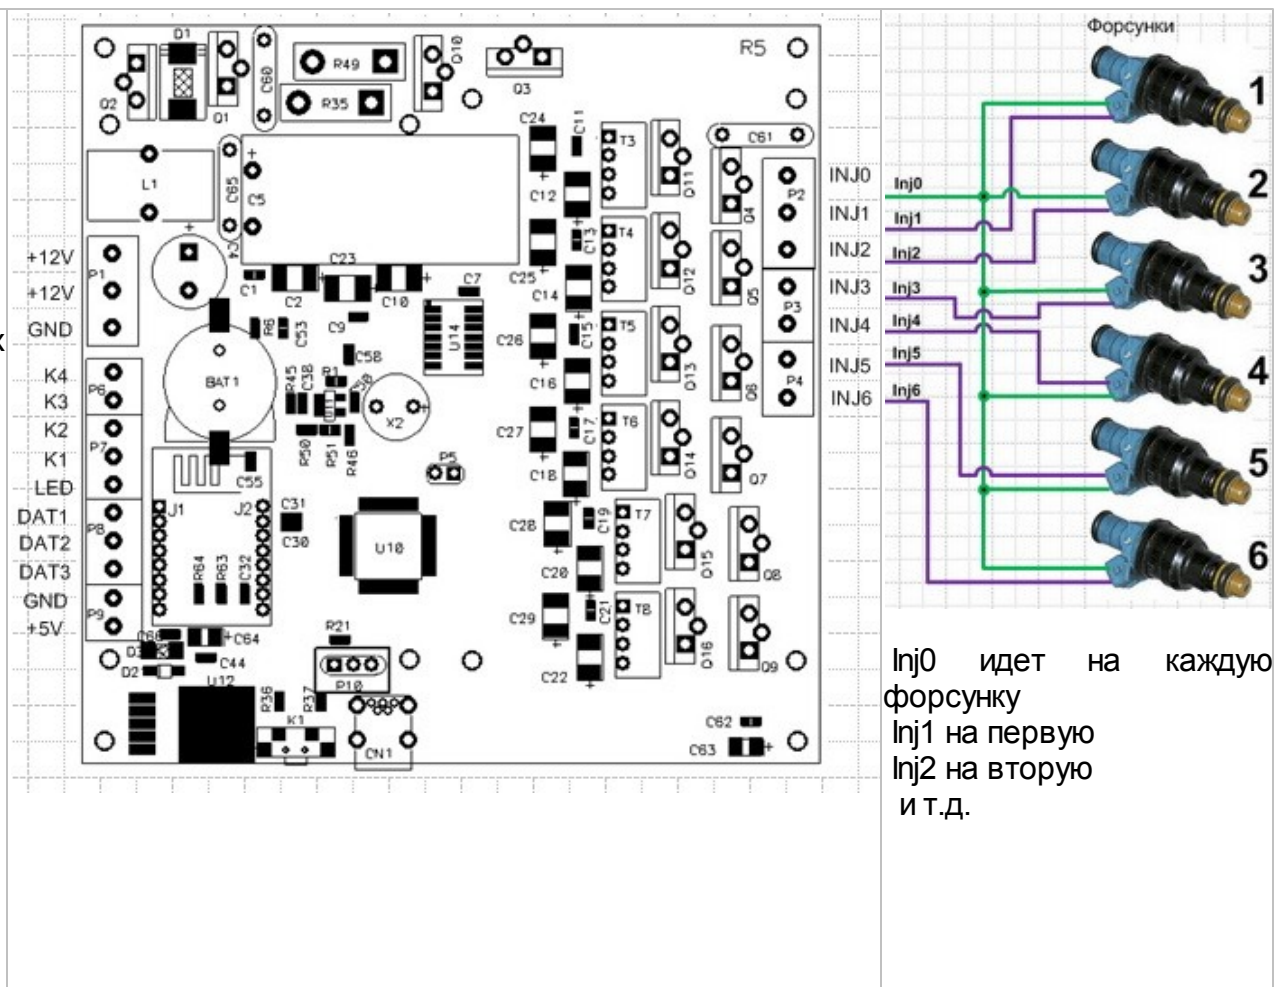 D1
Q2
Q1
C60
R49
R35
Q10
Q3
R5
L1
C65
C5
C4
C24
C11
T3
Q11
C61
Q4
P2
C12
+12V
+12V
GND
P1
C1
C2
C23
C10
C7
C9
U14
C25
C13
T4
Q12
Q5
C14
P3
P4
INJ0
INJ1
INJ2
INJ3
INJ4
INJ5
INJ6
к
K4
K3
K2
K1
LED
DAT1
DAT2
DAT3
GND
+5V
P6
P7
P8
P9
BAT1
R6
C53
C58
R45
C38
R50
R51
R46
X2
P5
C26
C15
T5
Q13
Q6
C16
C27
C17
T6
Q14
Q7
C18
C55
J1
J2
R64
R63
C32
C31
C30
U10
C28
C19
T7
Q15
Q8
C20
C29
C21
T8
Q16
Q9
C22
C64
C44
D2
U12
R21
P10
R36
R37
K1
CN1
C62
C63
Форсунки
1
2
3
4
5
6
Inj0
Inj1
Inj2
Inj3
Inj4
Inj5
Inj6
Inj0 идет на каждую
форсунку
Inj1 на первую
Inj2 на вторую
и т.д.